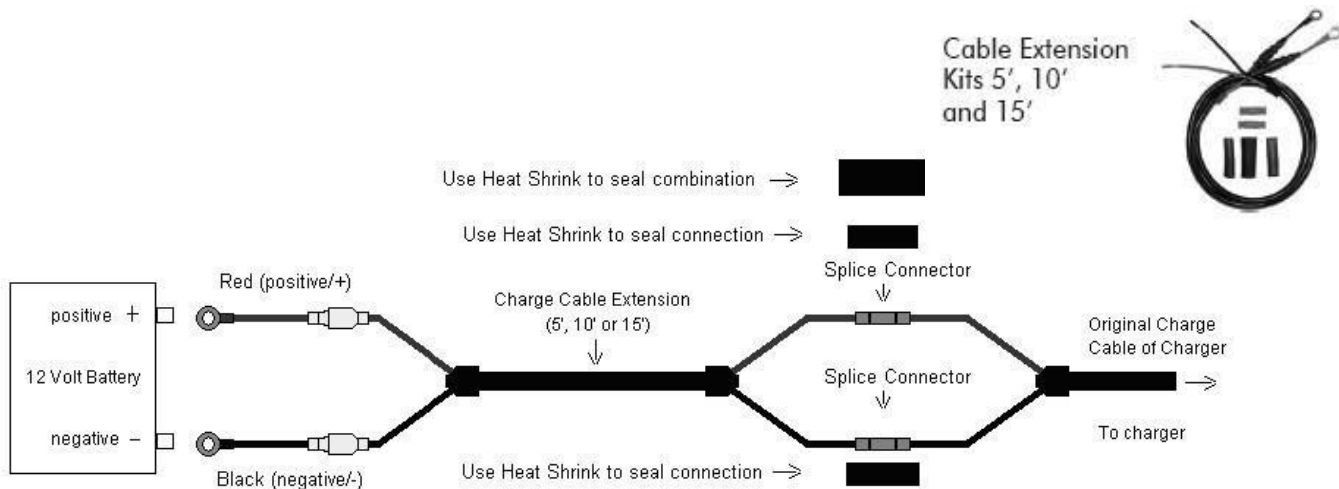 Cable Extension
Kits 5', 10'
and 15'
Use Heat Shrink to seal combination
Use Heat Shrink to seal connection
Splice Connector
Red (positive/+)
Charge Cable Extension
(5', 10' or 15')
positive +
Original Charge
Cable of Charger
12 Volt Battery
Splice Connector
negative −
To charger
Use Heat Shrink to seal connection
Black (negative/-)